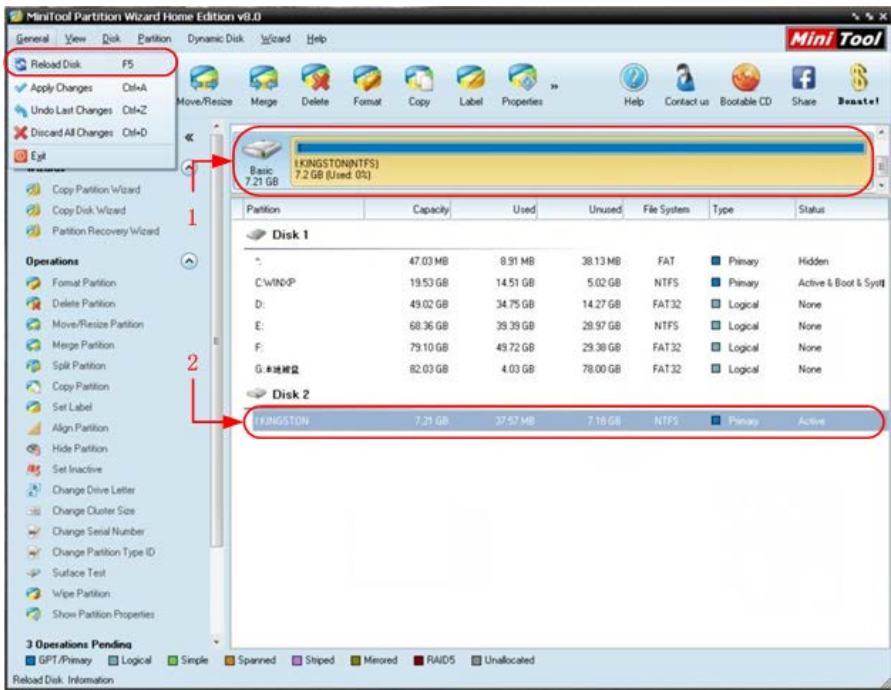 MiniTool Partition Wizard Home Edition v8.0
General View Disk Partition Dynamic Disk Wizard Help
Mini Tool
Reload Disk F5
Apply Changes Ctrl+A
Undo Last Changes Ctrl+Z
Discard All Changes Ctrl+D
Exit
Move/Resize Merge Delete Format Copy Label Properties » Help Contact us Bootable CD Share Donate!
«
1
Basic
7.21 GB
I:KINGSTON(NTFS)
7.2 GB (Used: 0%)
Copy Partition Wizard
Copy Disk Wizard
Partition Recovery Wizard
Operations
Format Partition
Delete Partition
Move/Resize Partition
Merge Partition
Split Partition
Copy Partition
Set Label
Align Partition
Hide Partition
Set Inactive
Change Drive Letter
Change Cluster Size
Change Serial Number
Change Partition Type ID
Surface Test
Wipe Partition
Show Partition Properties
3 Operations Pending
2
Partition Capacity Used Unused File System Type Status
Disk 1
*: 47.03 MB 8.91 MB 38.13 MB FAT Primary Hidden
C:WINXP 19.53 GB 14.51 GB 5.02 GB NTFS Primary Active & Boot & Syst
D: 49.02 GB 34.75 GB 14.27 GB FAT32 Logical None
E: 68.36 GB 39.39 GB 28.97 GB NTFS Logical None
F: 79.10 GB 49.72 GB 29.38 GB FAT32 Logical None
G:本地磁盘 82.03 GB 4.03 GB 78.00 GB FAT32 Logical None
Disk 2
I:KINGSTON 7.21 GB 37.57 MB 7.18 GB NTFS Primary Active
GPT/Primary Logical Simple Spanned Striped Mirrored RAID5 Unallocated
Reload Disk Information